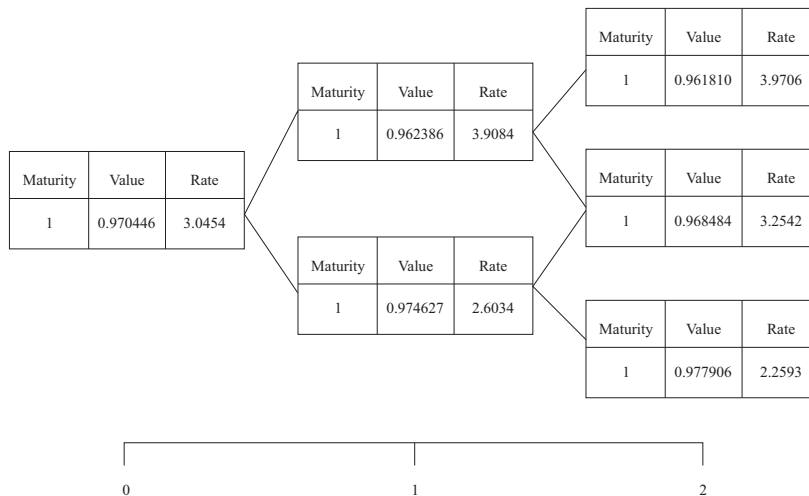 Maturity Value Rate
1 0.961810 3.9706
Maturity Value Rate
1 0.962386 3.9084
Maturity Value Rate
1 0.970446 3.0454
Maturity Value Rate
1 0.968484 3.2542
Maturity Value Rate
1 0.974627 2.6034
Maturity Value Rate
1 0.977906 2.2593
0 1 2